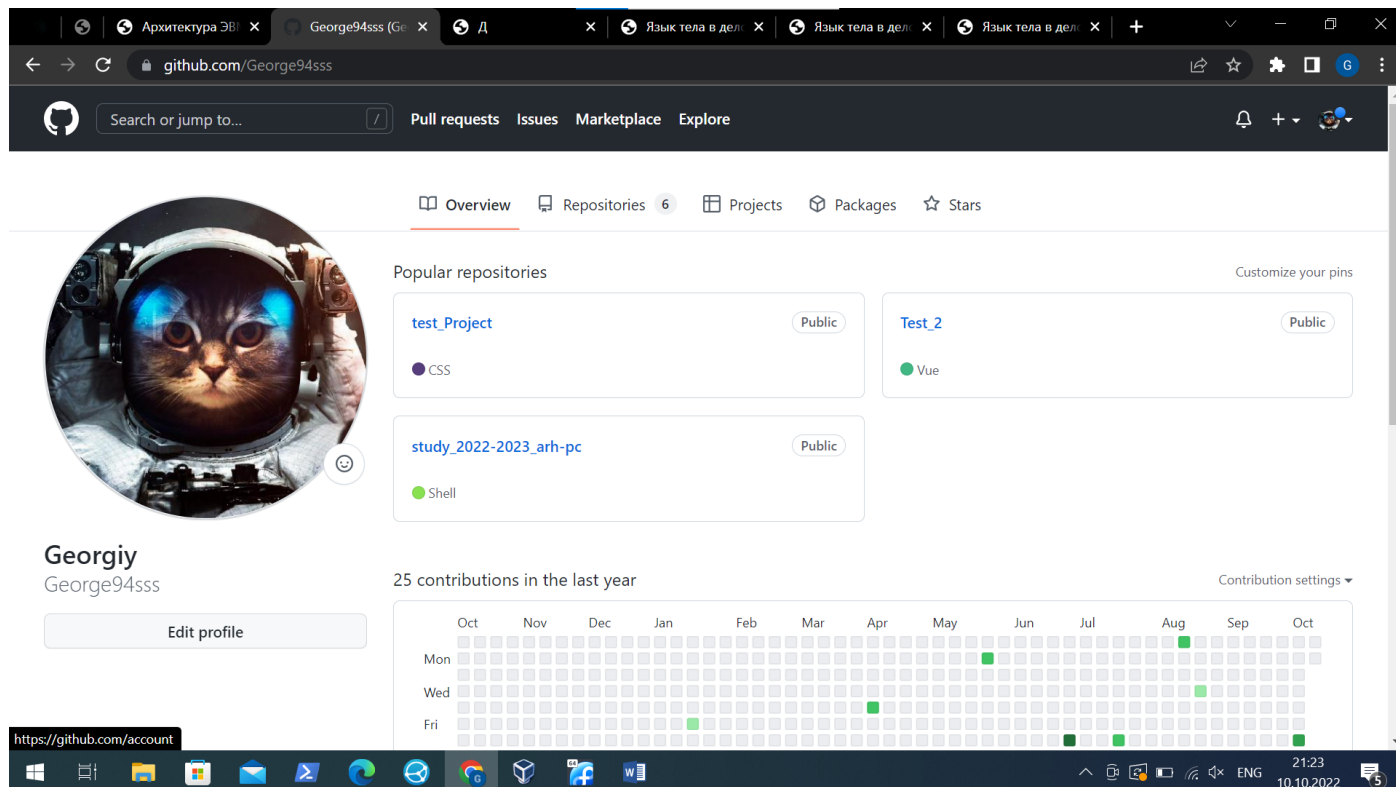 Архитектура ЭВ
George94sss (Ge
Д
Язык тела в дел
Язык тела в дел
Язык тела в дел
github.com/George94sss
G
Search or jump to...
/
Pull requests Issues Marketplace Explore
Overview
Repositories 6
Projects
Packages
Stars
Popular repositories
Customize your pins
test_Project
Public
CSS
Test_2
Public
Vue
study_2022-2023_arh-pc
Public
Shell
Georgiy
George94sss
Edit profile
25 contributions in the last year
Contribution settings
Oct Nov Dec Jan Feb Mar Apr May Jun Jul Aug Sep Oct
Mon
Wed
Fri
https://github.com/account
G
64
W
ENG
21:23
10.10.2022
5